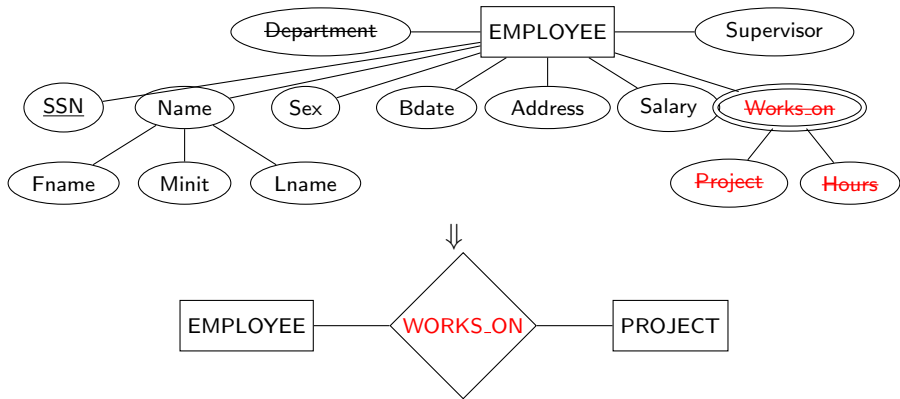 Department EMPLOYEE Supervisor
SSN Name Sex Bdate Address Salary Works_on
Fname Minit Lname Project Hours
⇓
EMPLOYEE WORKS_ON PROJECT